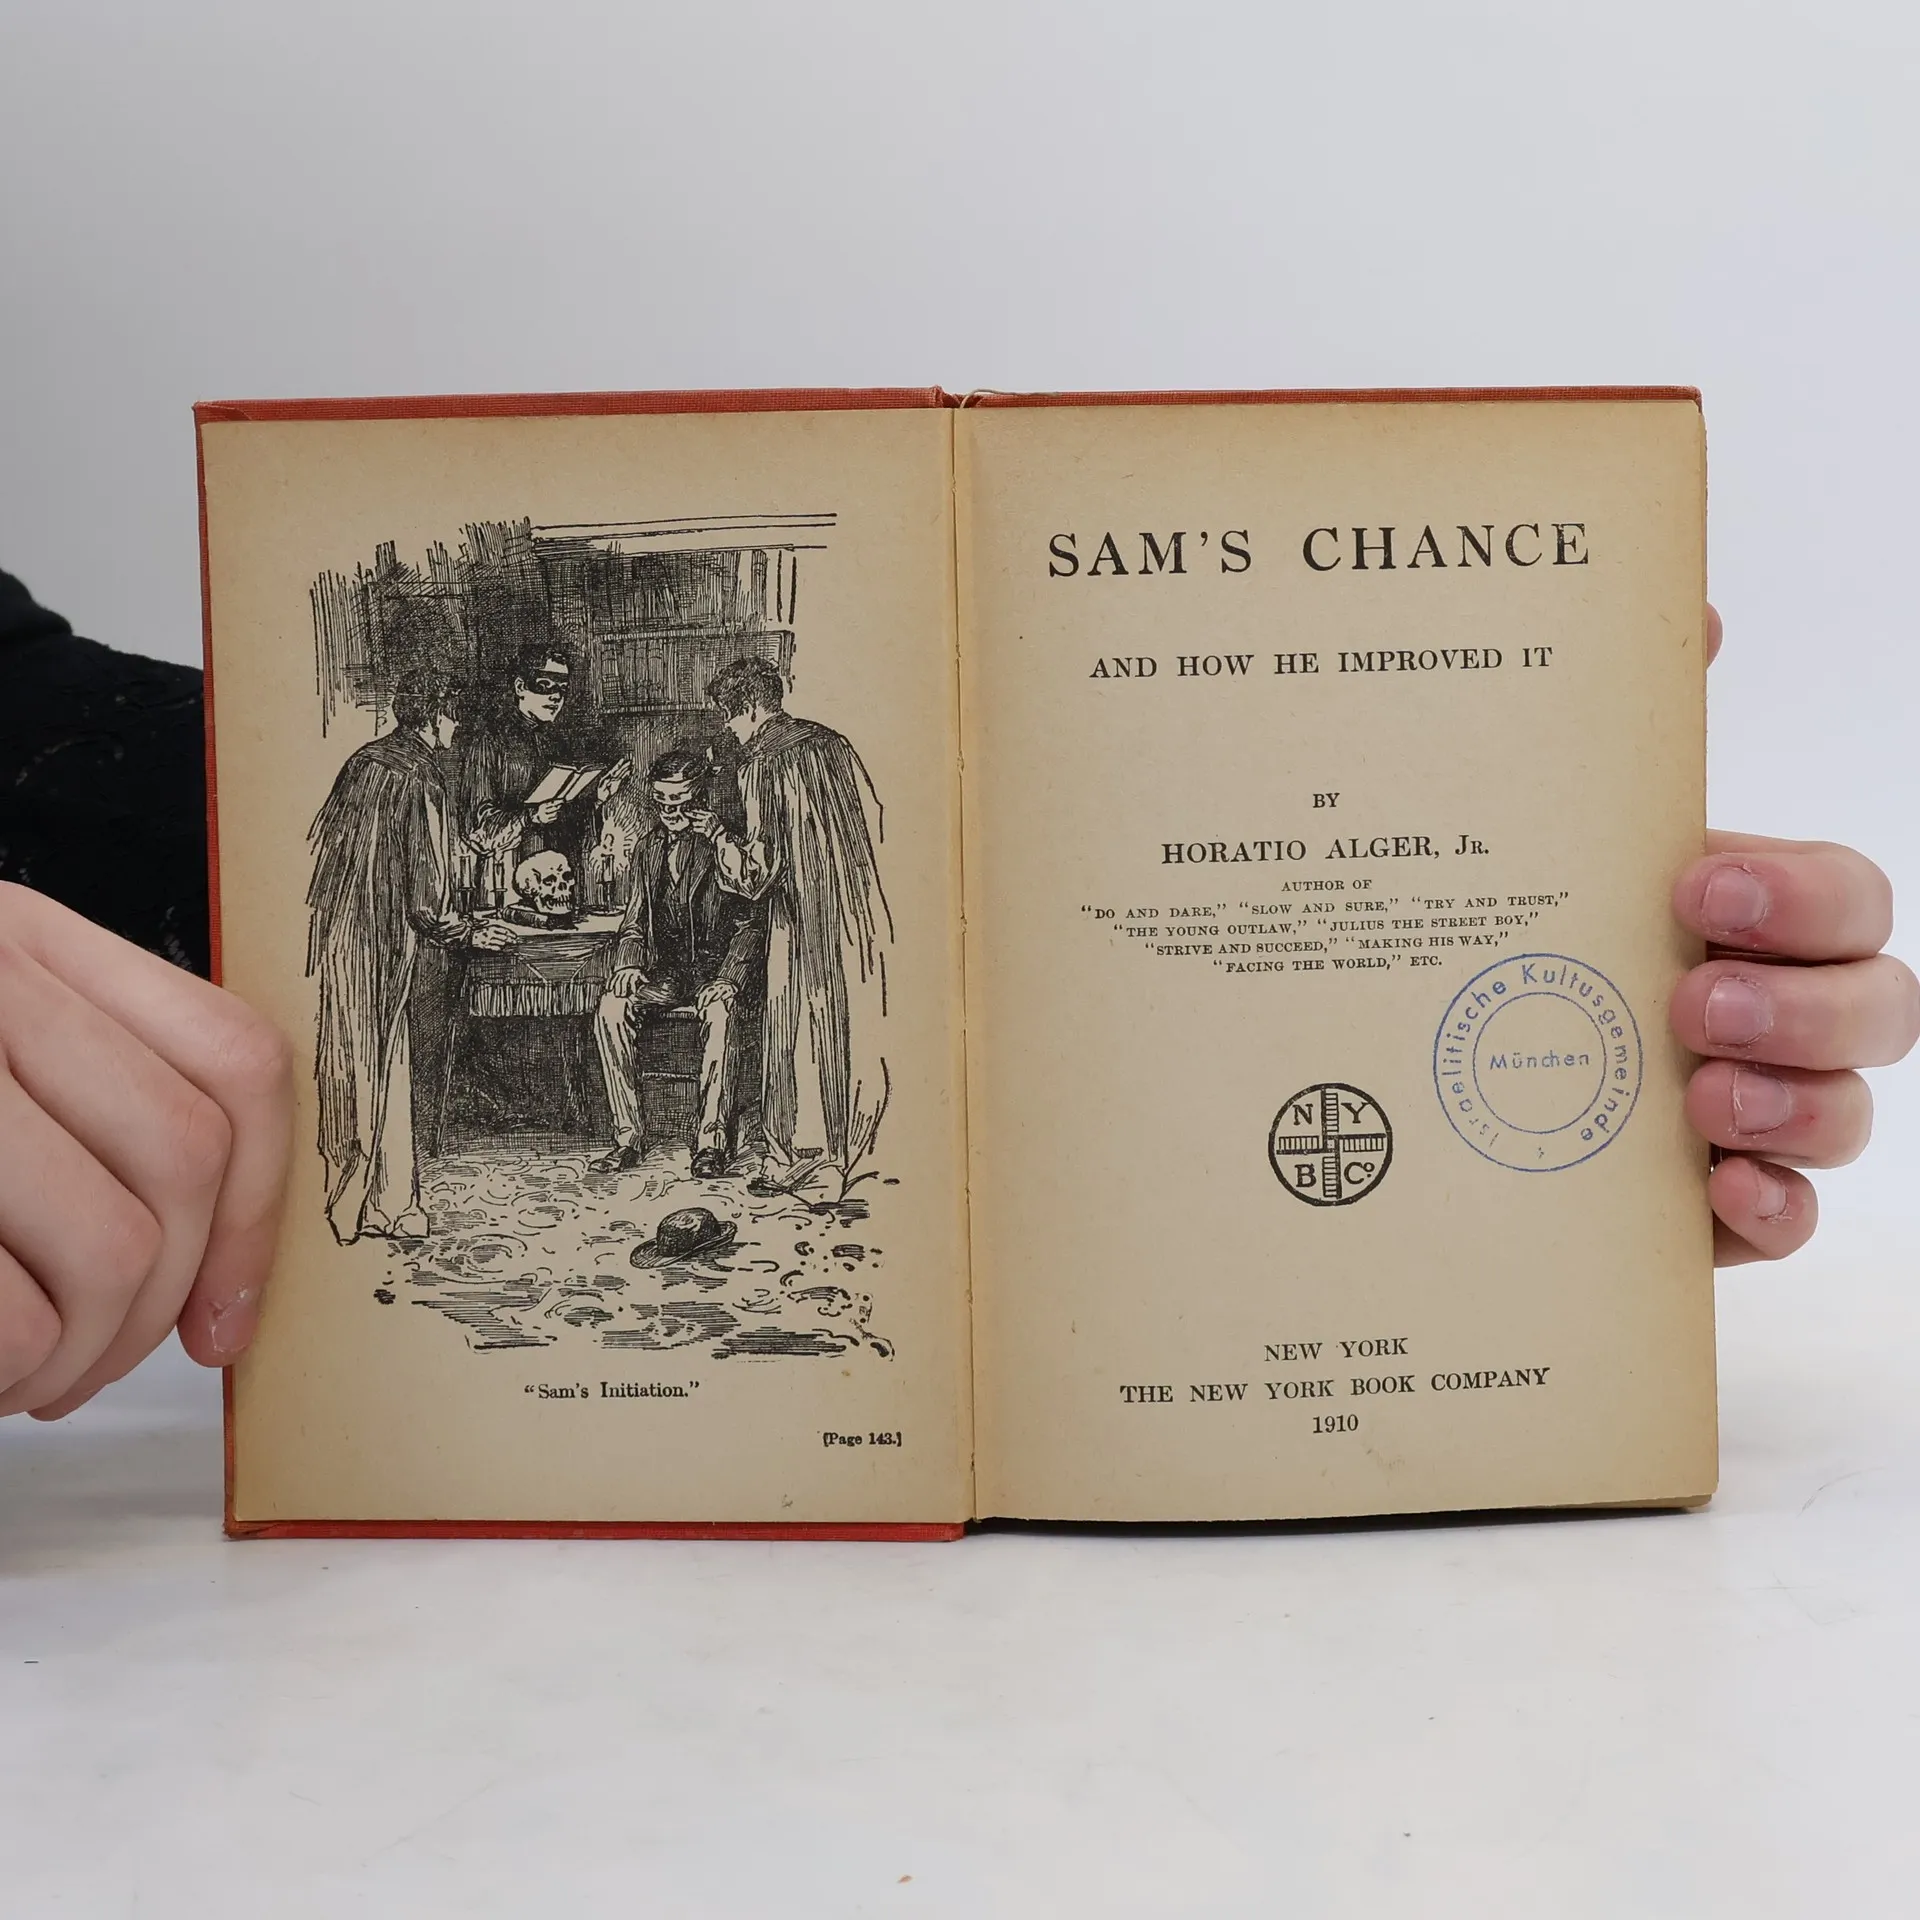 “Sam's Initiation.”
[Page 143.]
SAM'S CHANCE
AND HOW HE IMPROVED IT
BY
HORATIO ALGER, Jr.
AUTHOR OF
“DO AND DARE,” “SLOW AND SURE,” “TRY AND TRUST,”
“THE YOUNG OUTLAW,” “JULIUS THE STREET BOY,”
“STRIVE AND SUCCEED,” “MAKING HIS WAY,”
“FACING THE WORLD,” ETC.
Israelitische Kultusgemeinde
München
N Y
B Co
NEW YORK
THE NEW YORK BOOK COMPANY
1910